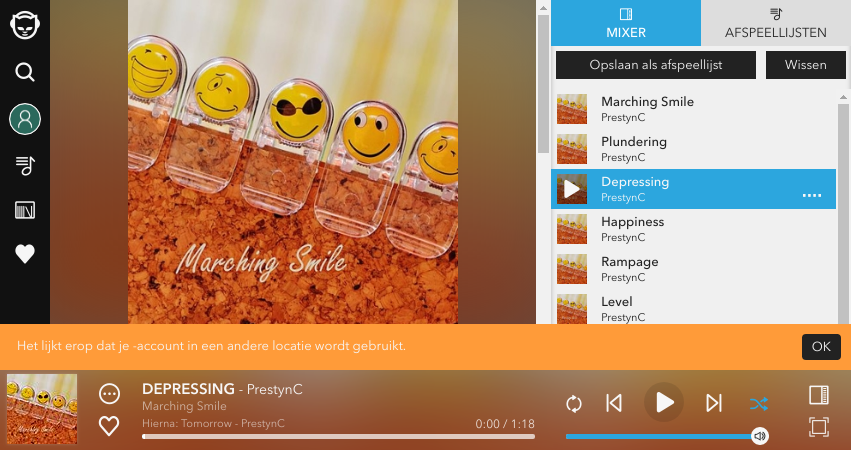 MIXER
AFSPEELLIJSTEN
Opslaan als afspeellijst
Wissen
Marching Smile
PrestynC
Plundering
PrestynC
Depressing
PrestynC
Happiness
PrestynC
Rampage
PrestynC
Level
PrestynC
Marching Smile
Het lijkt erop dat je -account in een andere locatie wordt gebruikt.
OK
Marching Smile
DEPRESSING - PrestynC
Marching Smile
Hierna: Tomorrow - PrestynC
0:00 / 1:18